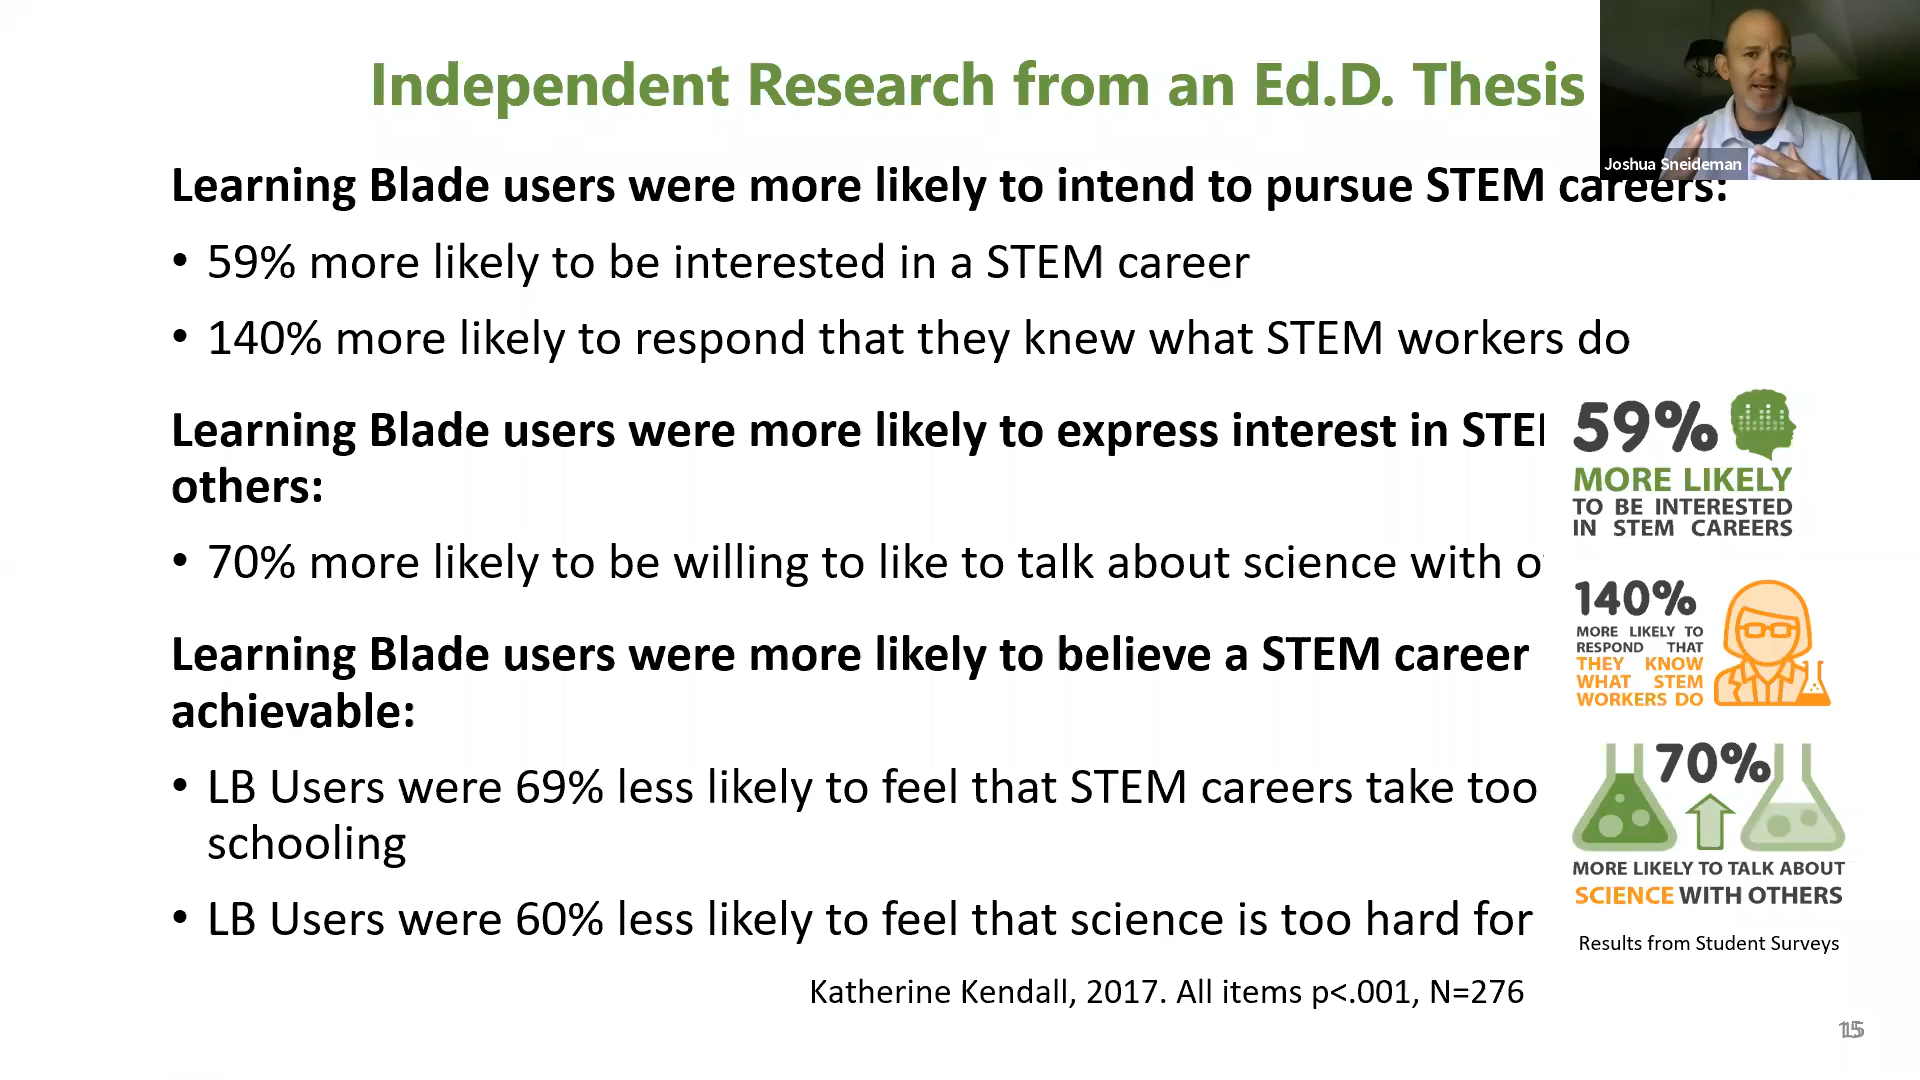 Independent Research from an Ed.D. Thesis
Joshua Sneideman
Learning Blade users were more likely to intend to pursue STEM careers:
• 59% more likely to be interested in a STEM career
• 140% more likely to respond that they knew what STEM workers do
Learning Blade users were more likely to express interest in
others:
• 70% more likely to be willing to like to talk about science with
Learning Blade users were more likely to believe a STEM career
achievable:
• LB Users were 69% less likely to feel that STEM careers take too
schooling
• LB Users were 60% less likely to feel that science is too hard for
Katherine Kendall, 2017. All items p<.001, N=276
59%
MORE LIKELY
TO BE INTERESTED
IN STEM CAREERS
140%
MORE LIKELY TO
RESPOND THAT
THEY KNOW
WHAT STEM
WORKERS DO
70%
MORE LIKELY TO TALK ABOUT
SCIENCE WITH OTHERS
Results from Student Surveys